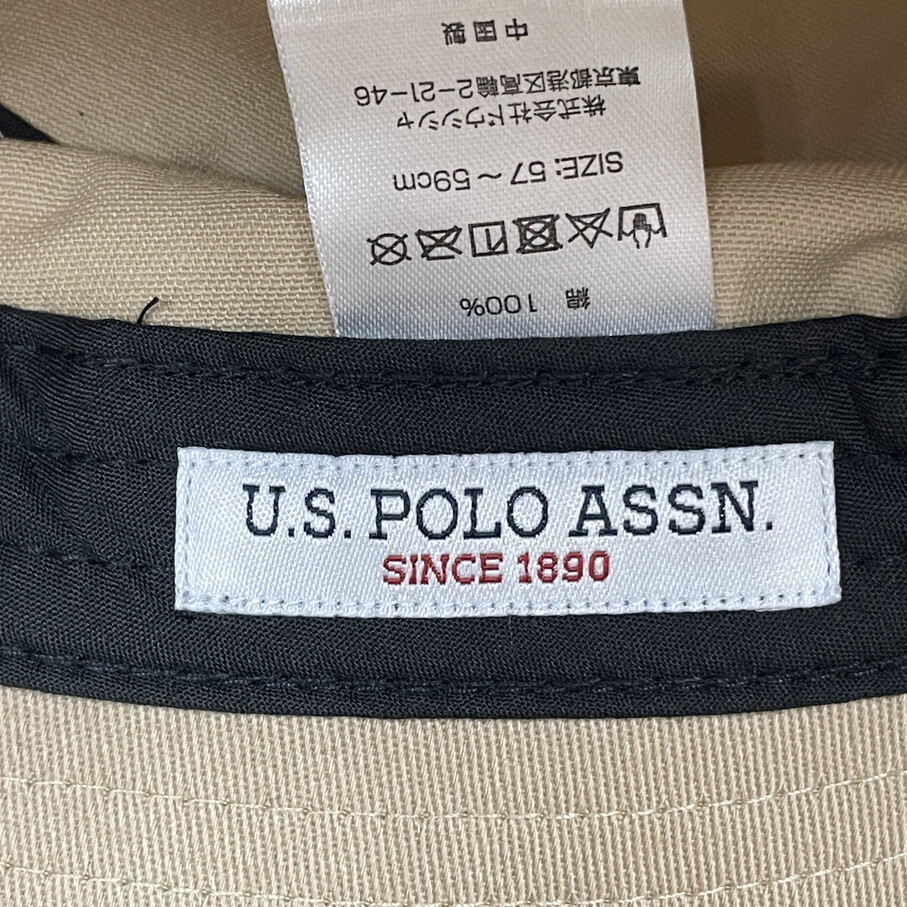 綿 100%
SIZE: 57~59cm
株式会社ドウシシャ
東京都港区高輪2-21-46
中国製
U.S. POLO ASSN.
SINCE 1890